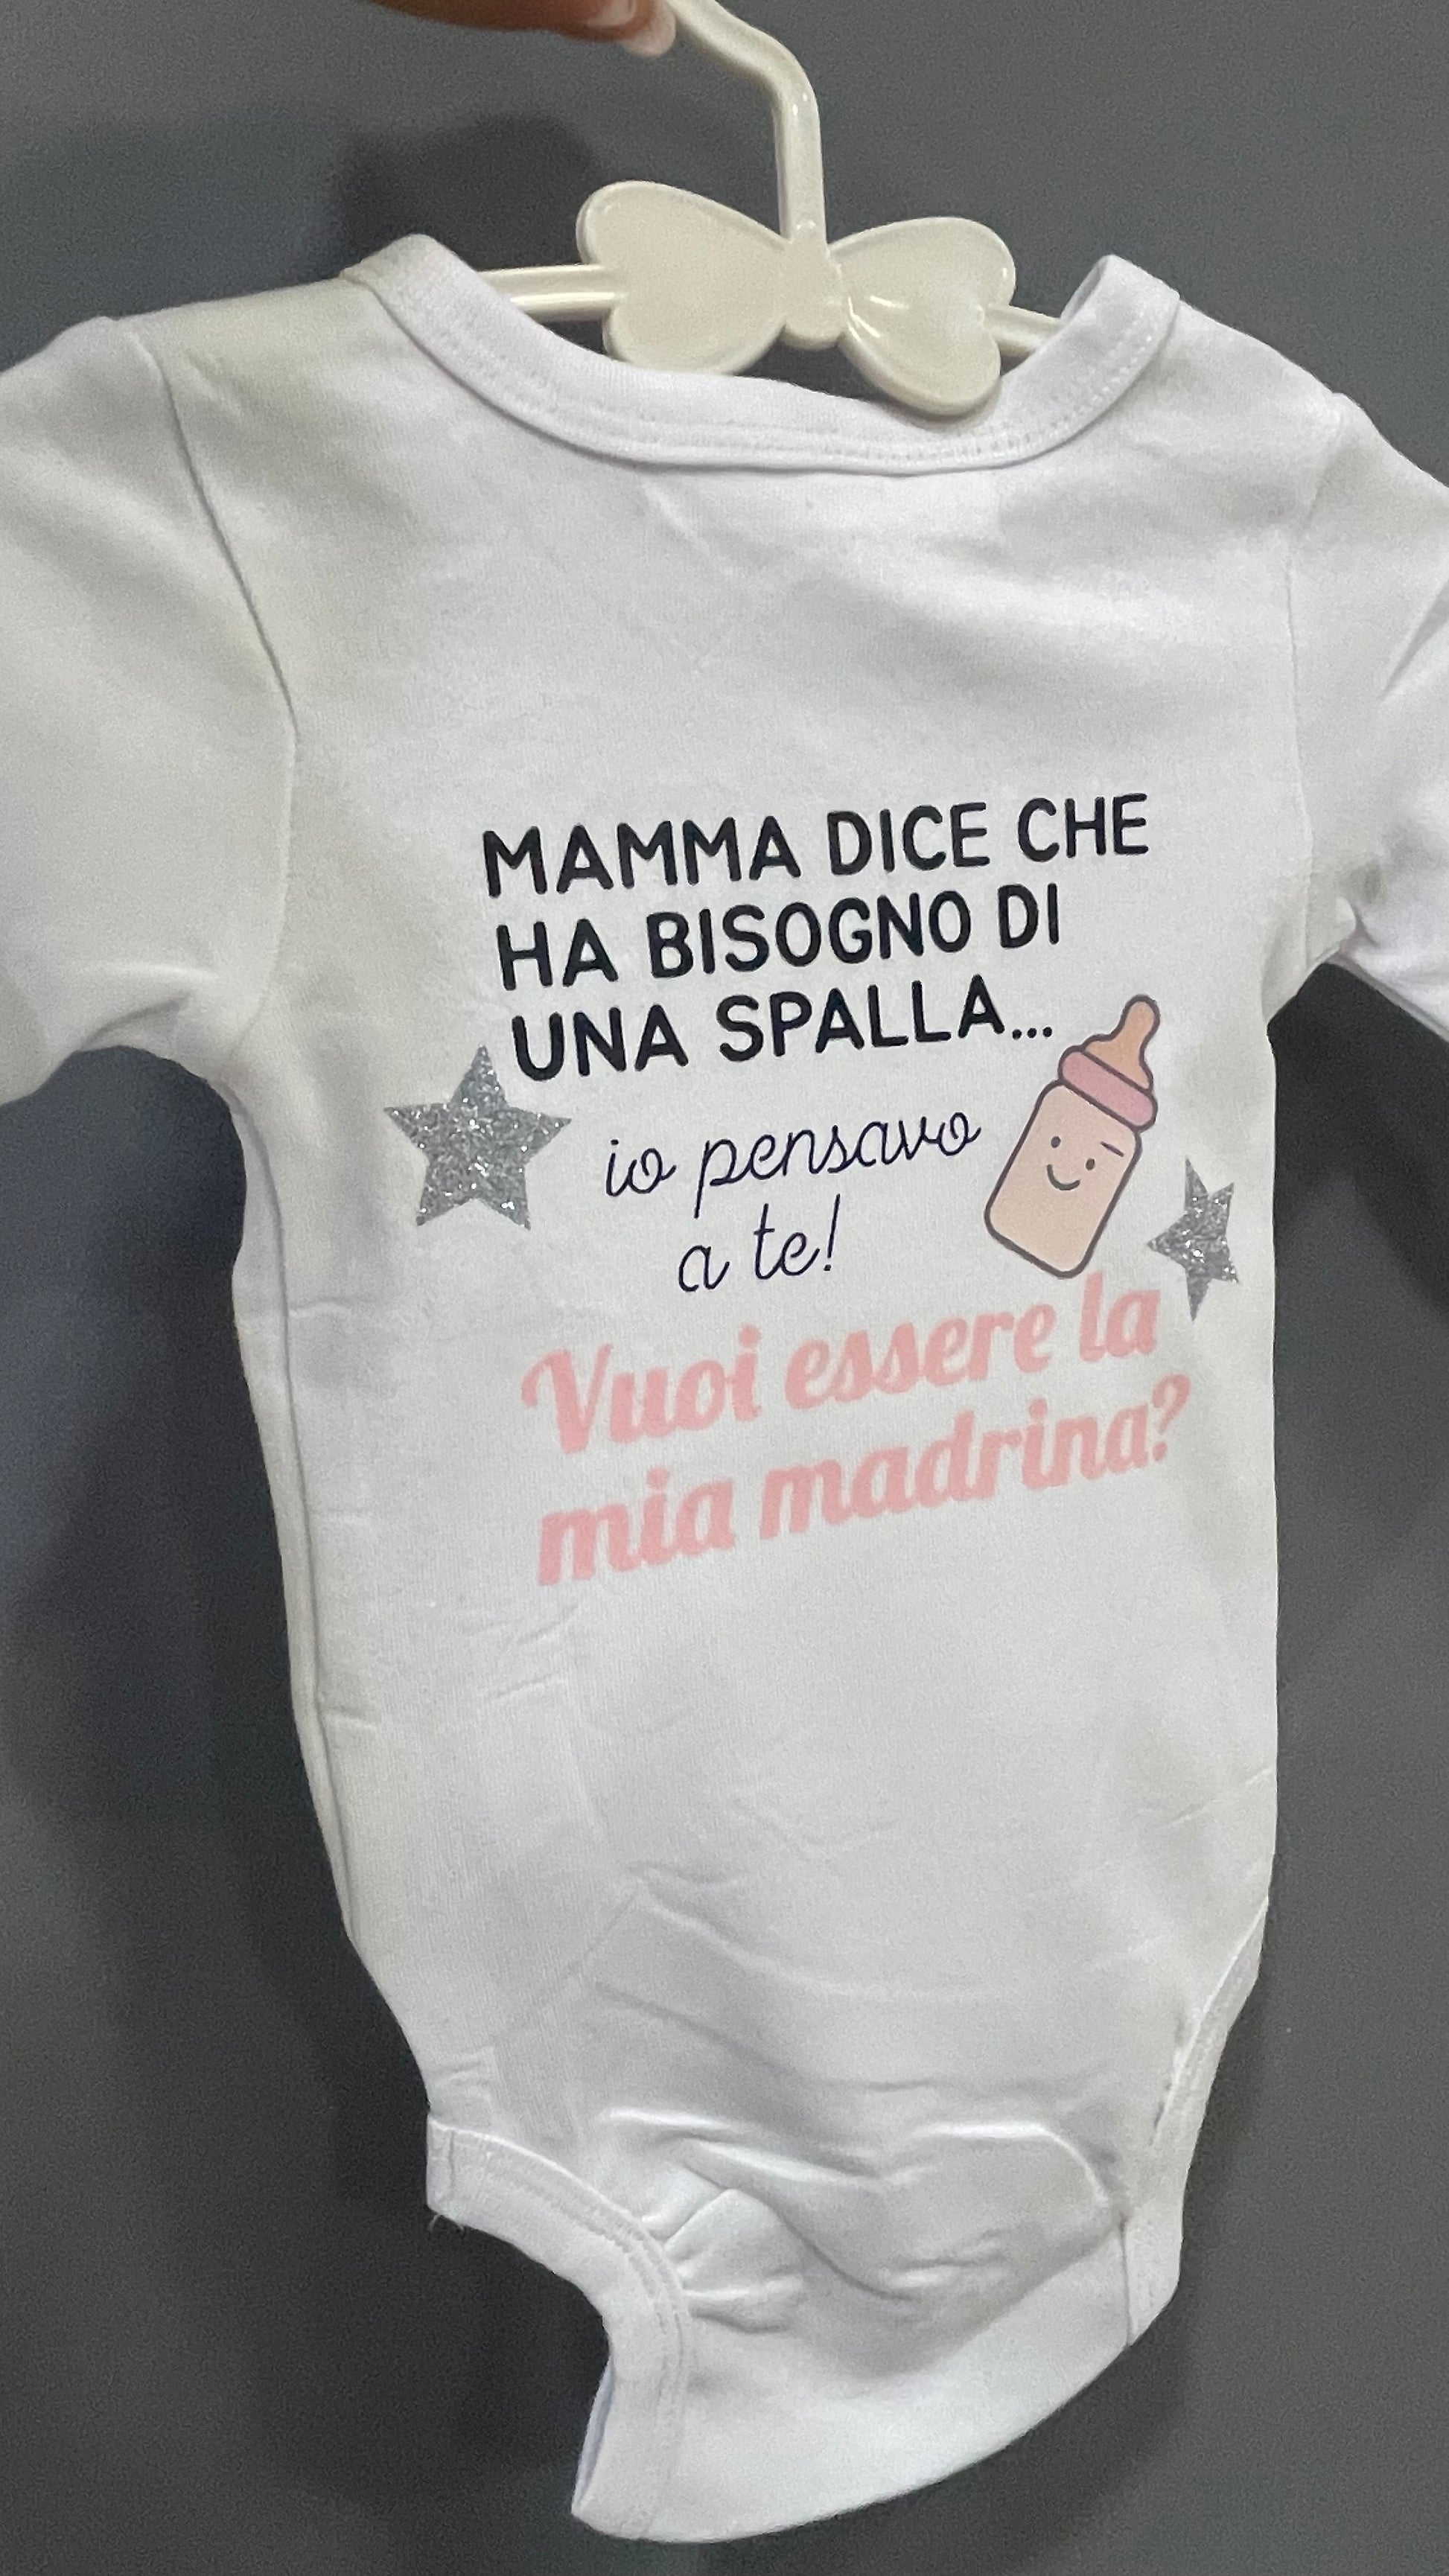 MAMMA DICE CHE
HA BISOGNO DI
UNA SPALLA...
io pensavo
a te!
Vuoi essere la
mia madrina?